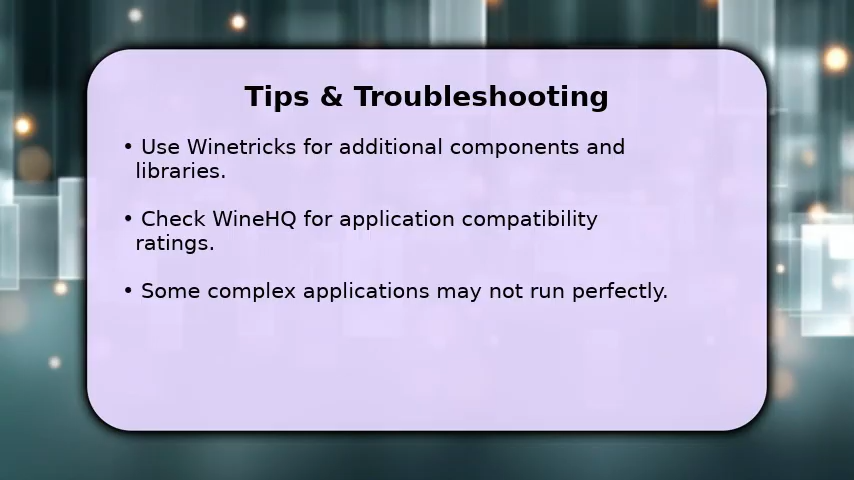 Tips & Troubleshooting
• Use Winetricks for additional components and
libraries.
• Check WineHQ for application compatibility
ratings.
• Some complex applications may not run perfectly.